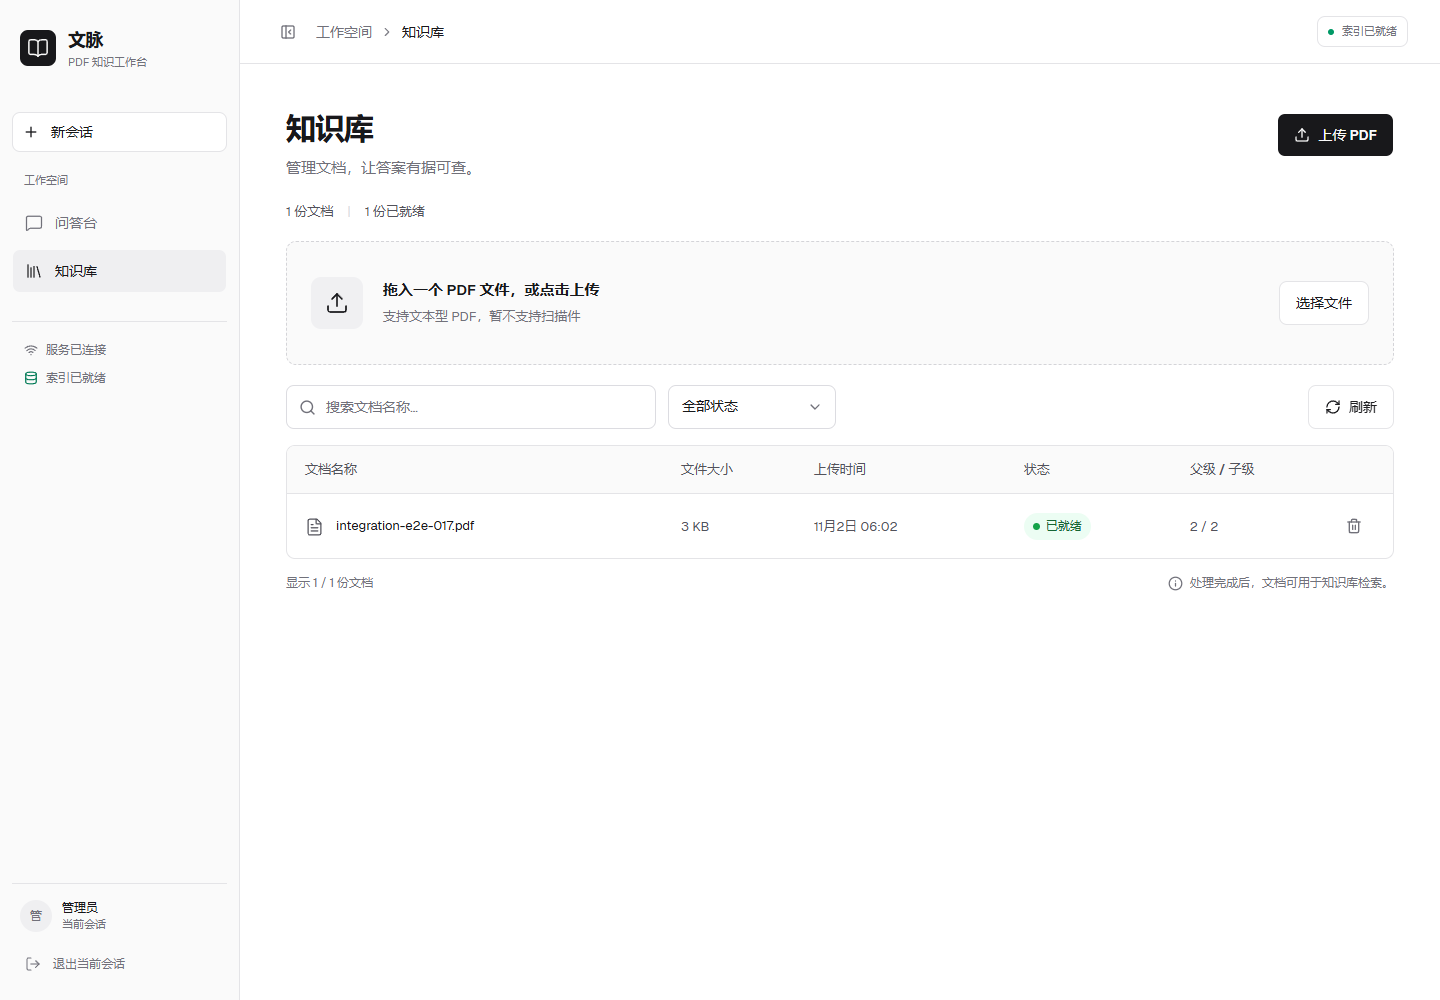 文脉
PDF 知识工作台
新会话
工作空间
问答台
知识库
服务已连接
索引已就绪
管
管理员
当前会话
退出当前会话
工作空间 > 知识库
索引已就绪
知识库
管理文档，让答案有据可查。
上传 PDF
1 份文档 | 1 份已就绪
拖入一个 PDF 文件，或点击上传
支持文本型 PDF，暂不支持扫描件
选择文件
搜索文档名称...
全部状态
刷新
文档名称 文件大小 上传时间 状态 父级 / 子级
integration-e2e-017.pdf 3 KB 11月2日 06:02 已就绪 2 / 2
显示 1 / 1 份文档
处理完成后，文档可用于知识库检索。